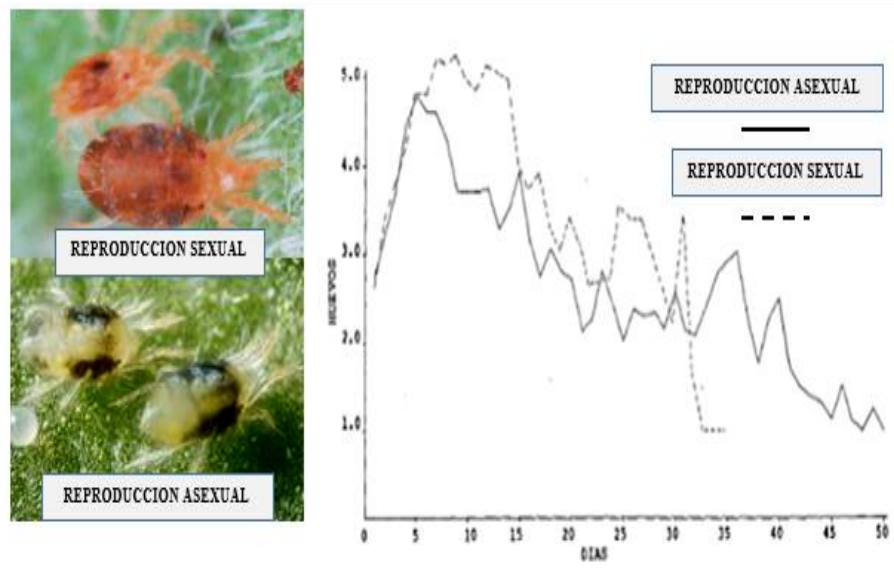 REPRODUCCION SEXUAL
REPRODUCCION ASEXUAL
REPRODUCCION ASEXUAL
REPRODUCCION SEXUAL
HUEVOS
5.0
4.0
3.0
2.0
1.0
0 5 10 15 20 25 30 35 40 45 50
DIAS